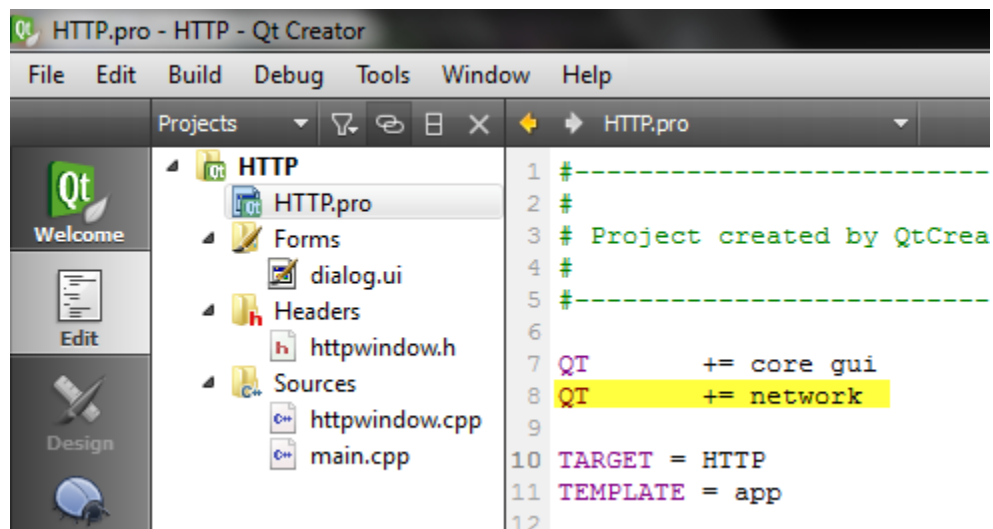 HTTP.pro - HTTP - Qt Creator
File Edit Build Debug Tools Window Help
Projects
HTTP.pro
Qt
Welcome
Edit
Design
HTTP
HTTP.pro
Forms
dialog.ui
Headers
httpwindow.h
Sources
httpwindow.cpp
main.cpp
1 #---------------------------
2 #
3 # Project created by QtCrea
4 #
5 #---------------------------
6
7 QT += core gui
8 QT += network
9
10 TARGET = HTTP
11 TEMPLATE = app
12